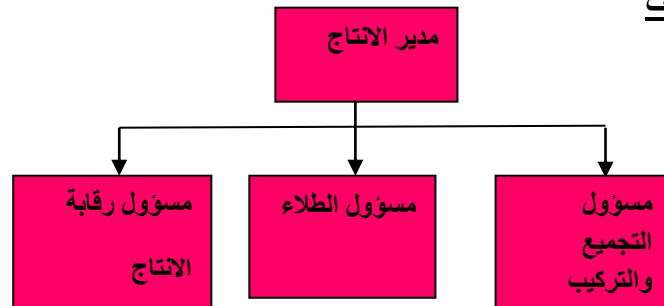 مدير الانتاج
مسؤول
التجميع
والتركيب
مسؤول الطلاء
مسؤول رقابة
الانتاج